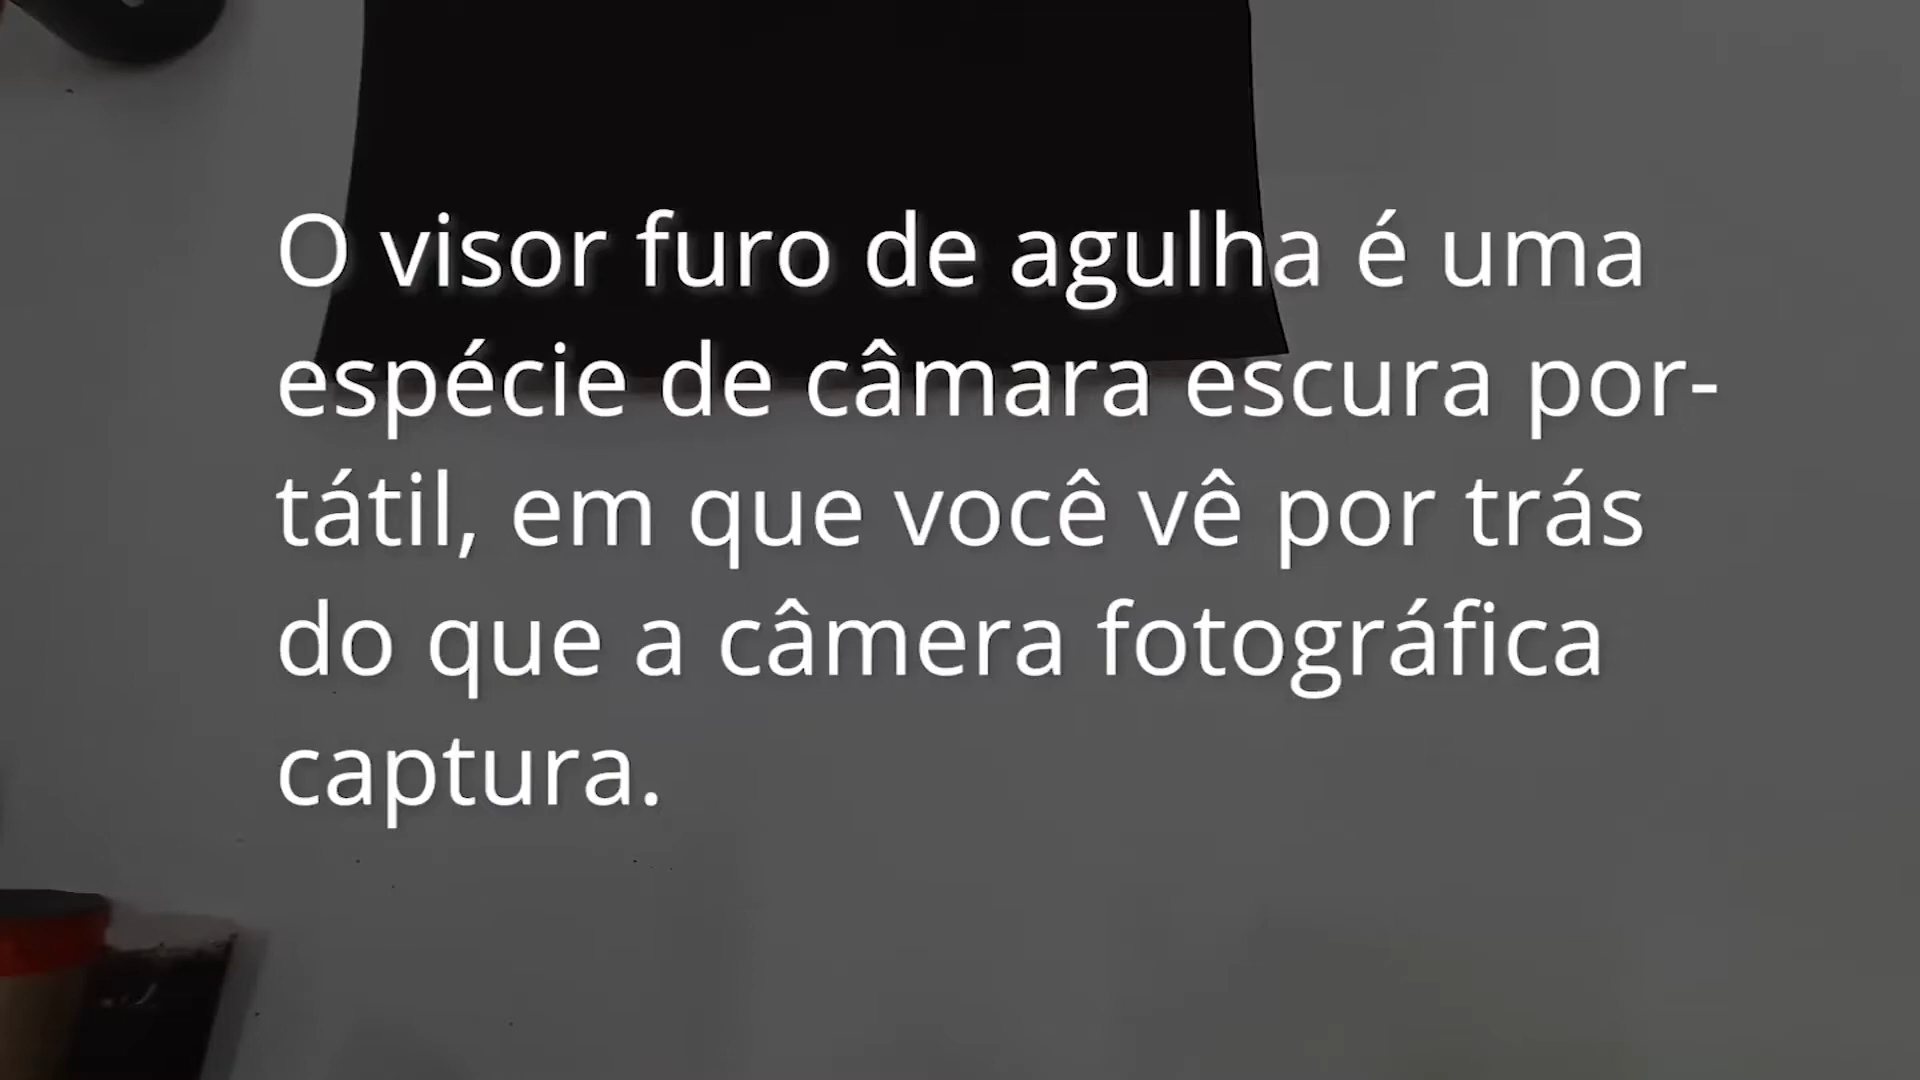 O visor furo de agulha é uma
espécie de câmara escura por-
tátil, em que você vê por trás
do que a câmera fotográfica
captura.